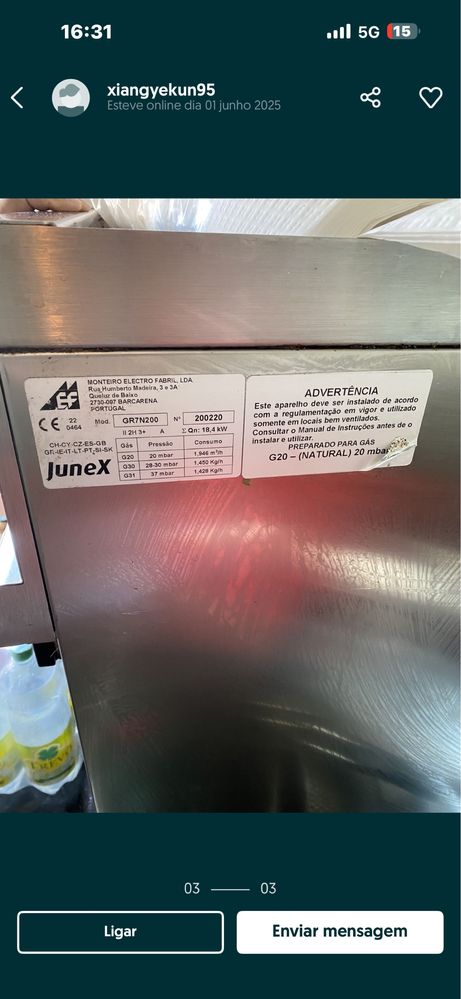 16:31
5G 15
xiangyekun95
Esteve online dia 01 junho 2025
MEF
MONTEIRO ELECTRO FABRIL, LDA
Rua Humberto Madeira, 3 e 3A
Queluz de Baixo
2730-097 BARCARENA
PORTUGAL
CE 22
0464
Mod. GR7N200 Nº 200220
II 2H 3+ A Σ Qn: 18,4 kW
CH-CY-CZ-ES-GB
GR-IE-IT-LT-PT-SI-SK
JuneX
Gás Pressão Consumo
G20 20 mbar 1,946 m³/h
G30 28-30 mbar 1,450 Kg/h
G31 37 mbar 1,428 Kg/h
ADVERTÊNCIA
Este aparelho deve ser instalado de acordo
com a regulamentação em vigor e utilizado
somente em locais bem ventilados.
Consultar o Manual de Instruções antes de o
instalar e utilizar.
PREPARADO PARA GÁS
G20 – (NATURAL) 20 mbar
TREVO
03 03
Ligar
Enviar mensagem